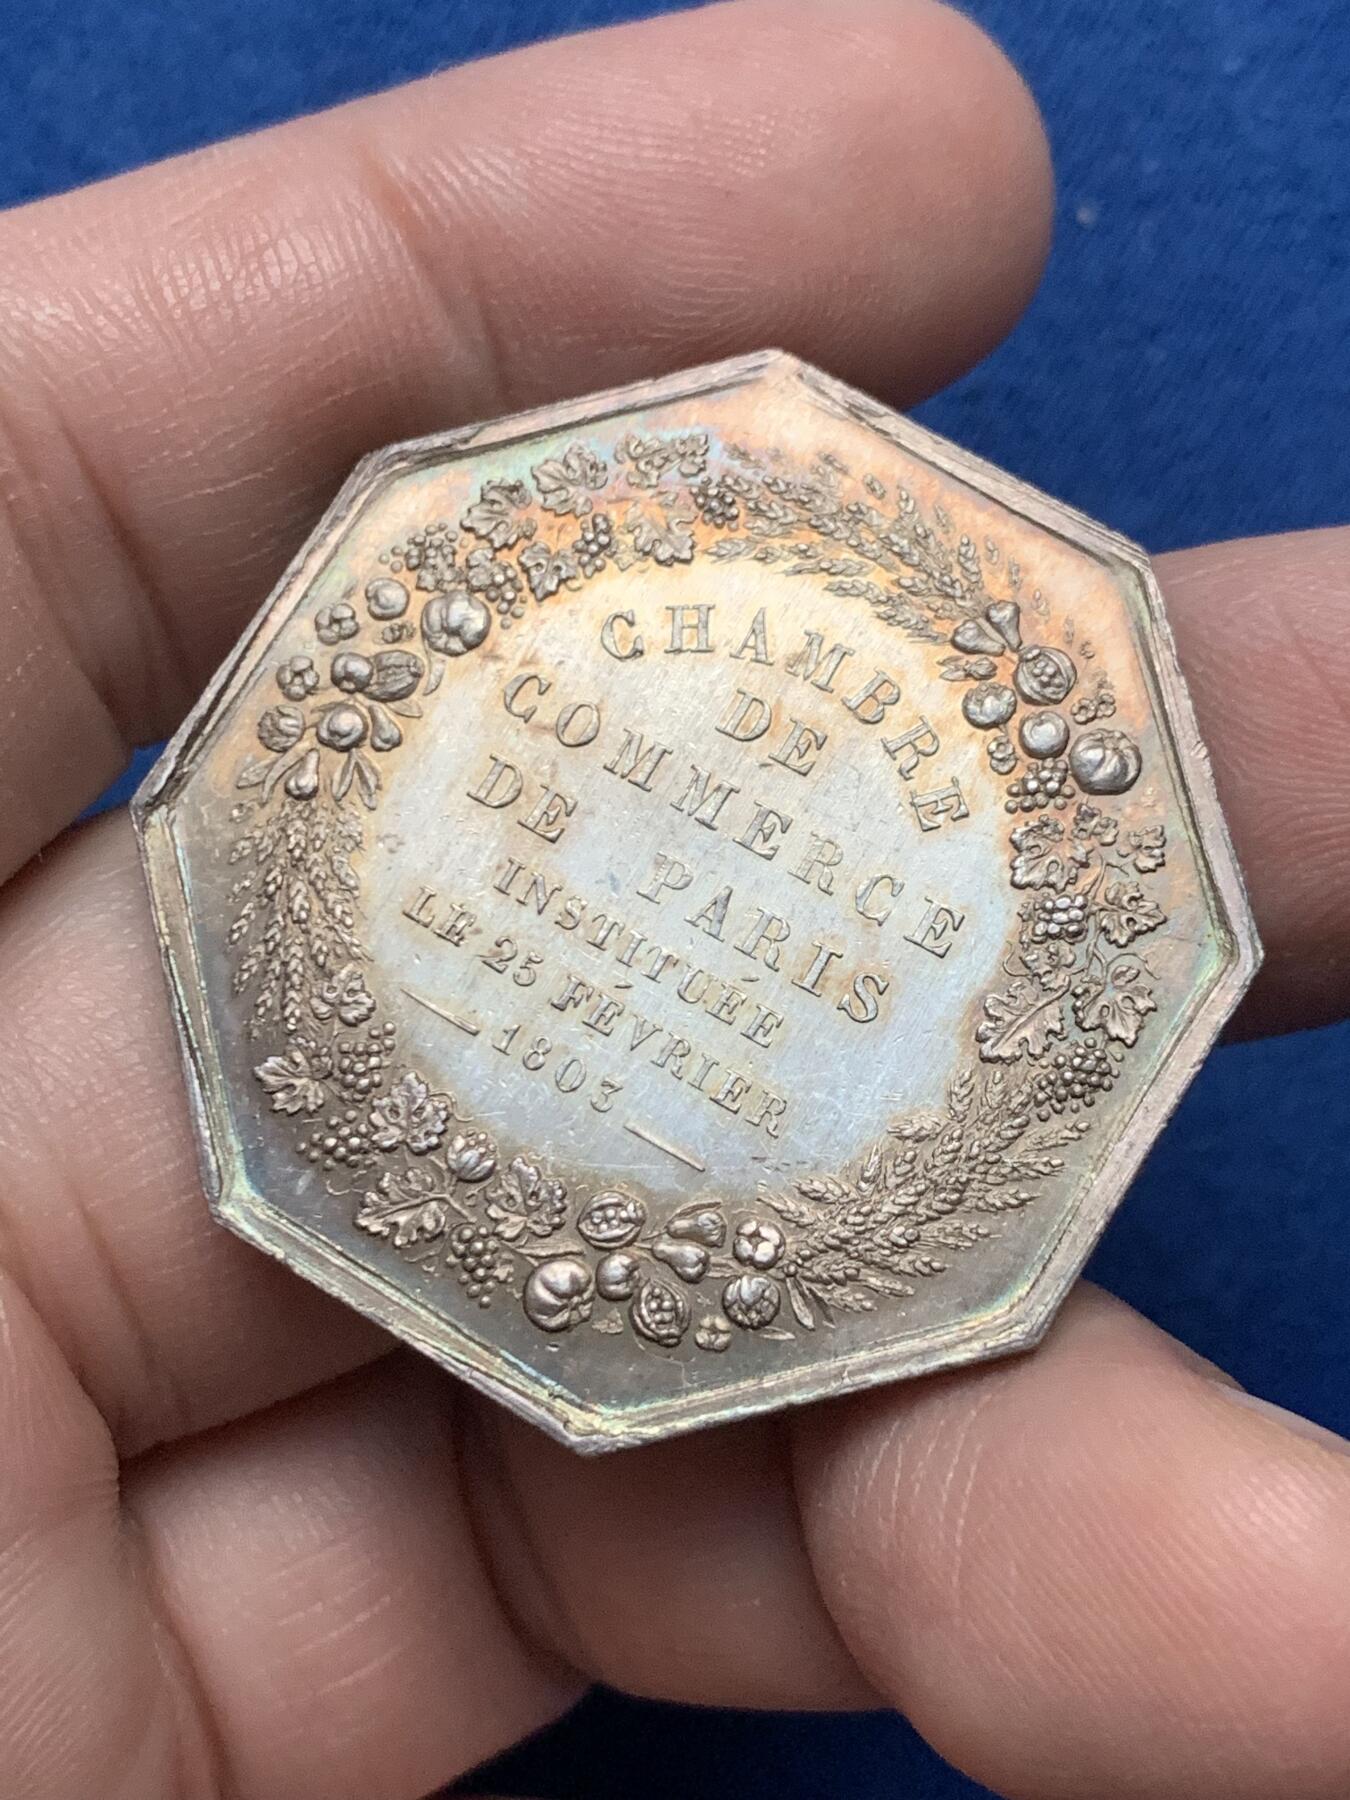 CHAMBRE
DE
COMMERCE
DE PARIS
INSTITUÉE
LE 25 FÉVRIER
1803